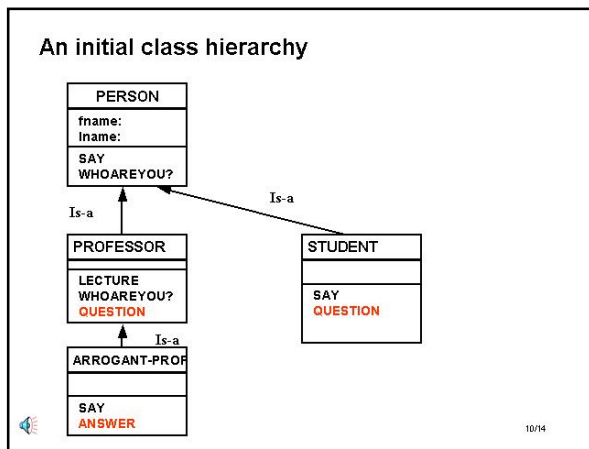 An initial class hierarchy
PERSON
fname:
lname:
SAY
WHOAREYOU?
Is-a
Is-a
PROFESSOR
LECTURE
WHOAREYOU?
QUESTION
STUDENT
SAY
QUESTION
Is-a
ARROGANT-PROF
SAY
ANSWER
10/14